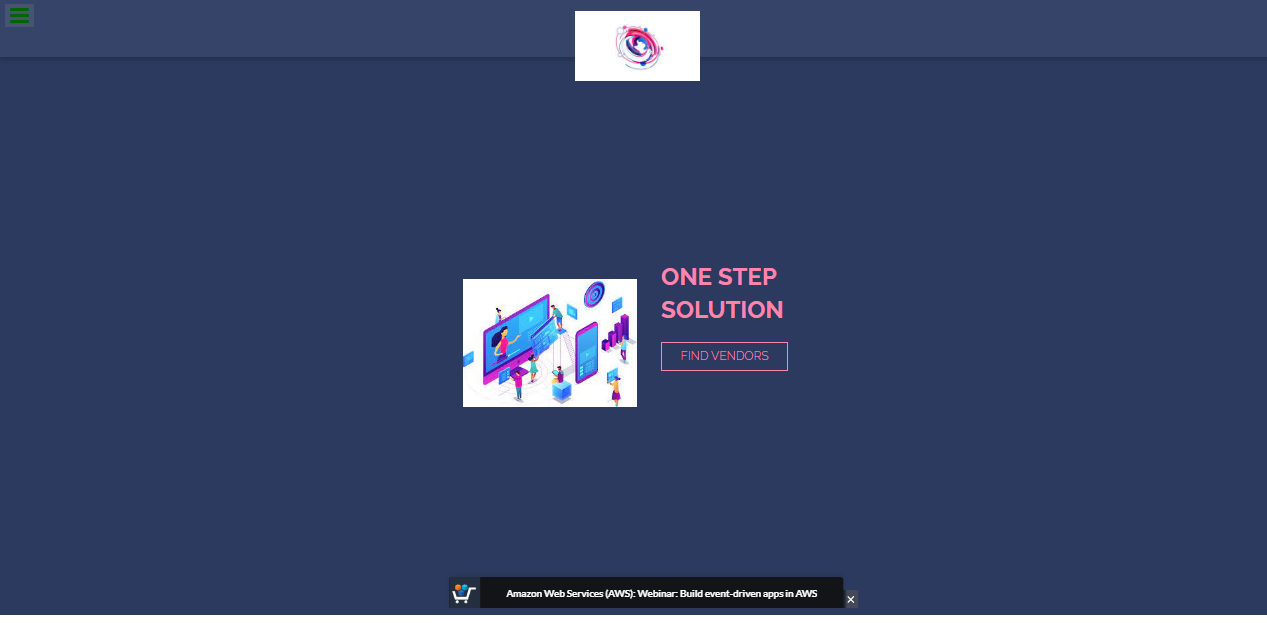 ONE STEP
SOLUTION
FIND VENDORS
Amazon Web Services (AWS): Webinar: Build event-driven apps in AWS